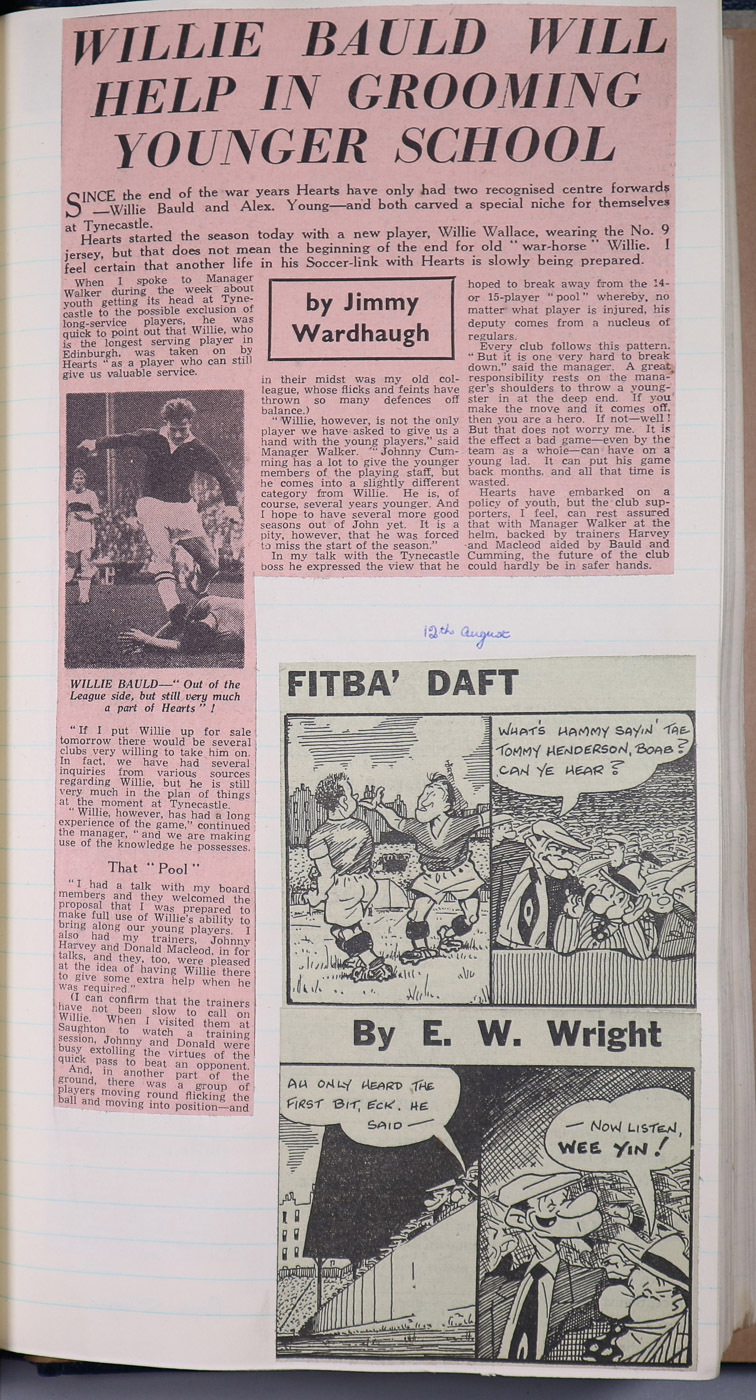 WILLIE BAULD WILL
HELP IN GROOMING
YOUNGER SCHOOL
SINCE the end of the war years Hearts have only had two recognised centre forwards
—Willie Bauld and Alex. Young—and both carved a special niche for themselves
at Tynecastle.
Hearts started the season today with a new player, Willie Wallace, wearing the No. 9
jersey, but that does not mean the beginning of the end for old "war-horse" Willie. I
feel certain that another life in his Soccer-link with Hearts is slowly being prepared.
When I spoke to Manager
Walker during the week about
youth getting its head at Tyne-
castle to the possible exclusion of
long-service players, he was
quick to point out that Willie, who
is the longest serving player in
Edinburgh, was taken on by
Hearts "as a player who can still
give us valuable service.
WILLIE BAULD—"Out of the
League side, but still very much
a part of Hearts"!
"If I put Willie up for sale
tomorrow there would be several
clubs very willing to take him on.
In fact, we have had several
inquiries from various sources
regarding Willie, but he is still
very much in the plan of things
at the moment at Tynecastle.
"Willie, however, has had a long
experience of the game," continued
the manager, "and we are making
use of the knowledge he possesses.
That "Pool"
"I had a talk with my board
members and they welcomed the
proposal that I was prepared to
make full use of Willie's ability to
bring along our young players. I
also had my trainers, Johnny
Harvey and Donald Macleod, in for
talks, and they, too, were pleased
at the idea of having Willie there
to give some extra help when he
was required"
(I can confirm that the trainers
have not been slow to call on
Willie. When I visited them at
Saughton to watch a training
session, Johnny and Donald were
busy extolling the virtues of the
quick pass to beat an opponent.
And, in another part of the
ground, there was a group of
players moving round flicking the
ball and moving into position—and
by Jimmy
Wardhaugh
in their midst was my old col-
league, whose flicks and feints have
thrown so many defences off
balance.)
"Willie, however, is not the only
player we have asked to give us a
hand with the young players," said
Manager Walker. "Johnny Cum-
ming has a lot to give the younger
members of the playing staff, but
he comes into a slightly different
category from Willie. He is, of
course, several years younger. And
I hope to have several more good
seasons out of John yet. It is a
pity, however, that he was forced
to miss the start of the season."
In my talk with the Tynecastle
boss he expressed the view that he
hoped to break away from the 14-
or 15-player "pool" whereby, no
matter what player is injured, his
deputy comes from a nucleus of
regulars.
Every club follows this pattern.
"But it is one very hard to break
down," said the manager. A great
responsibility rests on the mana-
ger's shoulders to throw a young-
ster in at the deep end. If you
make the move and it comes off,
then you are a hero. If not—well!
But that does not worry me. It is
the effect a bad game—even by the
team as a whole—can have on a
young lad. It can put his game
back months, and all that time is
wasted.
Hearts have embarked on a
policy of youth, but the club sup-
porters, I feel, can rest assured
that with Manager Walker at the
helm, backed by trainers Harvey
and Macleod aided by Bauld and
Cumming, the future of the club
could hardly be in safer hands.
12th August
FITBA' DAFT
WHAT'S HAMMY SAYIN' TAE
TOMMY HENDERSON, BOAB?
CAN YE HEAR?
By E. W. Wright
AH ONLY HEARD THE
FIRST BIT, ECK. HE
SAID —
— NOW LISTEN,
WEE YIN!